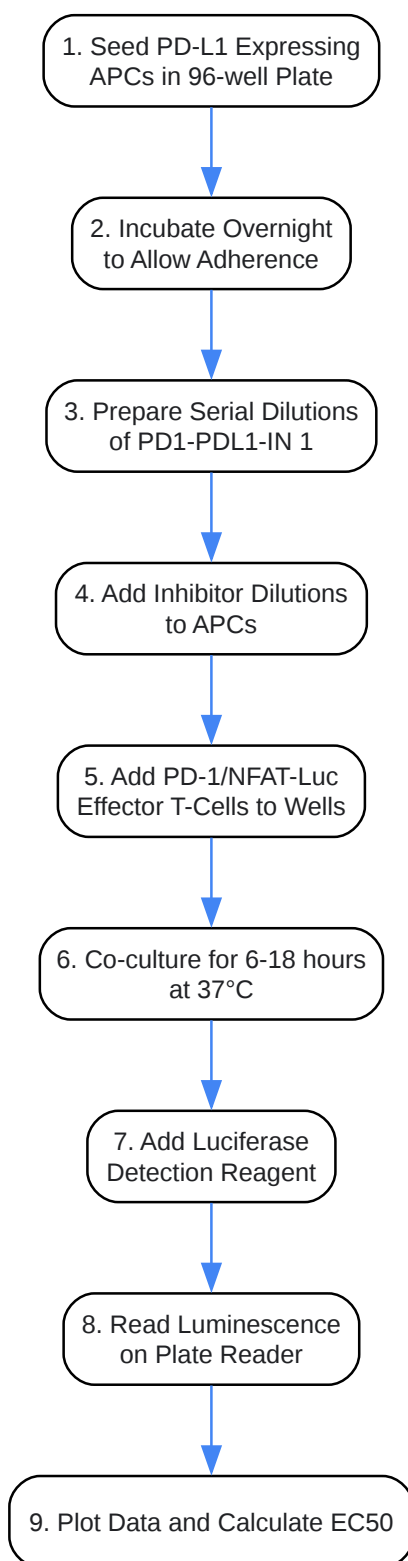 1. Seed PD-L1 Expressing
APCs in 96-well Plate
2. Incubate Overnight
to Allow Adherence
3. Prepare Serial Dilutions
of PD1-PDL1-IN 1
4. Add Inhibitor Dilutions
to APCs
5. Add PD-1/NFAT-Luc
Effector T-Cells to Wells
6. Co-culture for 6-18 hours
at 37°C
7. Add Luciferase
Detection Reagent
8. Read Luminescence
on Plate Reader
9. Plot Data and Calculate EC50